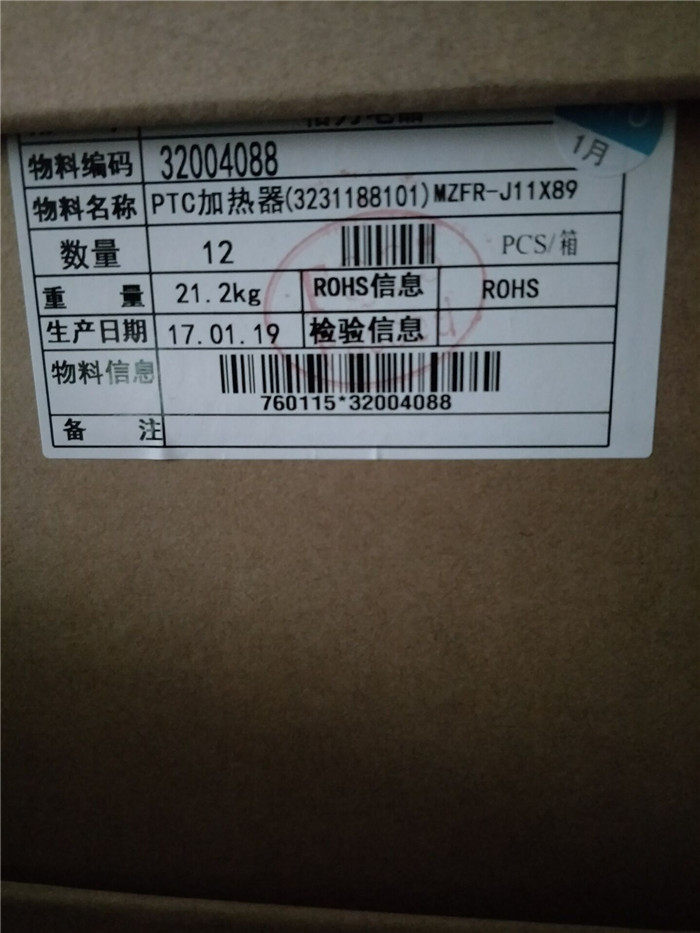 物料编码 32004088
物料名称 PTC加热器(3231188101)MZFR-J11X89
数量 12 PCS/箱
重 量 21.2kg ROHS信息 ROHS
生产日期 17.01.19 检验信息
物料信息
760115*32004088
备 注
1月